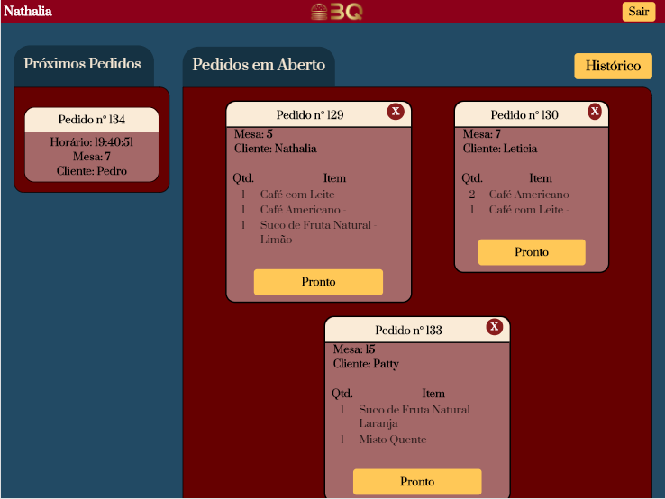 Nathalia
BQ
Sair
Próximos Pedidos
Pedidos em Aberto
Histórico
Pedido nº 134
Horário: 19:40:51
Mesa: 7
Cliente: Pedro
Pedido nº 129
X
Mesa: 5
Cliente: Nathalia
Qtd. Item
1 Café com Leite -
1 Café Americano -
1 Suco de Fruta Natural -
Limão
Pronto
Pedido nº 130
X
Mesa: 7
Cliente: Leticia
Qtd. Item
2 Café Americano -
1 Café com Leite -
Pronto
Pedido nº 133
X
Mesa: 15
Cliente: Patty
Qtd. Item
1 Suco de Fruta Natural -
Laranja
1 Misto Quente -
Pronto